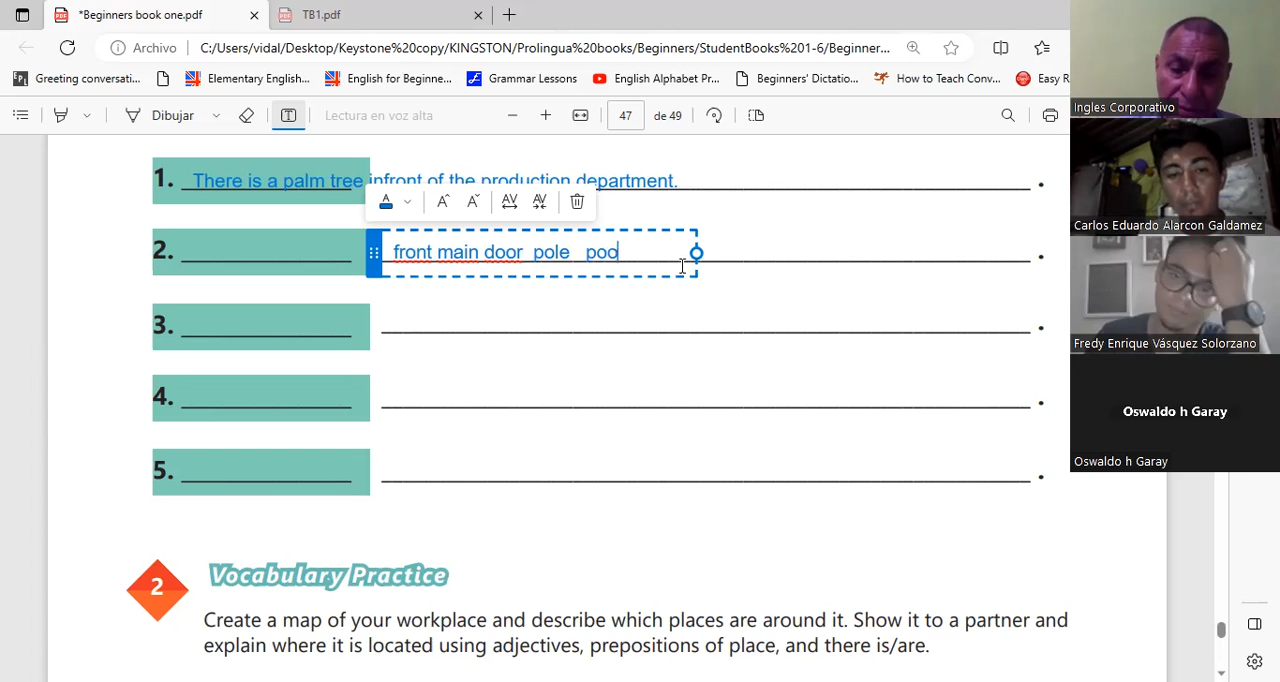 *Beginners book one.pdf
TB1.pdf
Archivo
C:/Users/vidal/Desktop/Keystone%20copy/KINGSTON/Prolingua%20books/Beginners/StudentBooks%201-6/Beginner...
Greeting conversati...
Elementary English...
English for Beginne...
Grammar Lessons
English Alphabet Pr...
Beginners' Dictatio...
How to Teach Conv...
Easy R
Dibujar
Lectura en voz alta
47
de 49
1. There is a palm tree infront of the production department.
2. front main door pole poo
3.
4.
5.
2
Vocabulary Practice
Create a map of your workplace and describe which places are around it. Show it to a partner and
explain where it is located using adjectives, prepositions of place, and there is/are.
Ingles Corporativo
Carlos Eduardo Alarcon Galdamez
Fredy Enrique Vásquez Solorzano
Oswaldo h Garay
Oswaldo h Garay